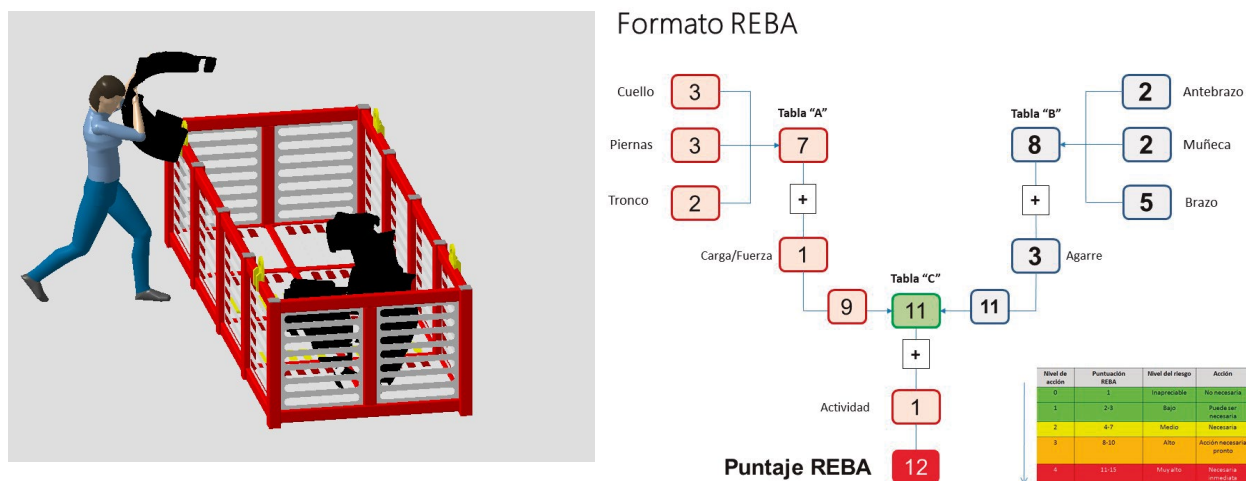 Formato REBA
Cuello
3
2
Antebrazo
Tabla "A"
Tabla "B"
Piernas
3
7
8
2
Muñeca
Tronco
2
+
+
5
Brazo
Carga/Fuerza
1
3
Agarre
Tabla "C"
9
11
11
+
Actividad
1
Puntaje REBA
12
Nivel de acción
Puntuación REBA
Nivel del riesgo
Acción
0
1
Inapreciable
No necesaria
1
2-3
Bajo
Puede ser necesaria
2
4-7
Medio
Necesaria
3
8-10
Alto
Acción necesaria pronto
4
11-15
Muy alto
Necesaria inmediata